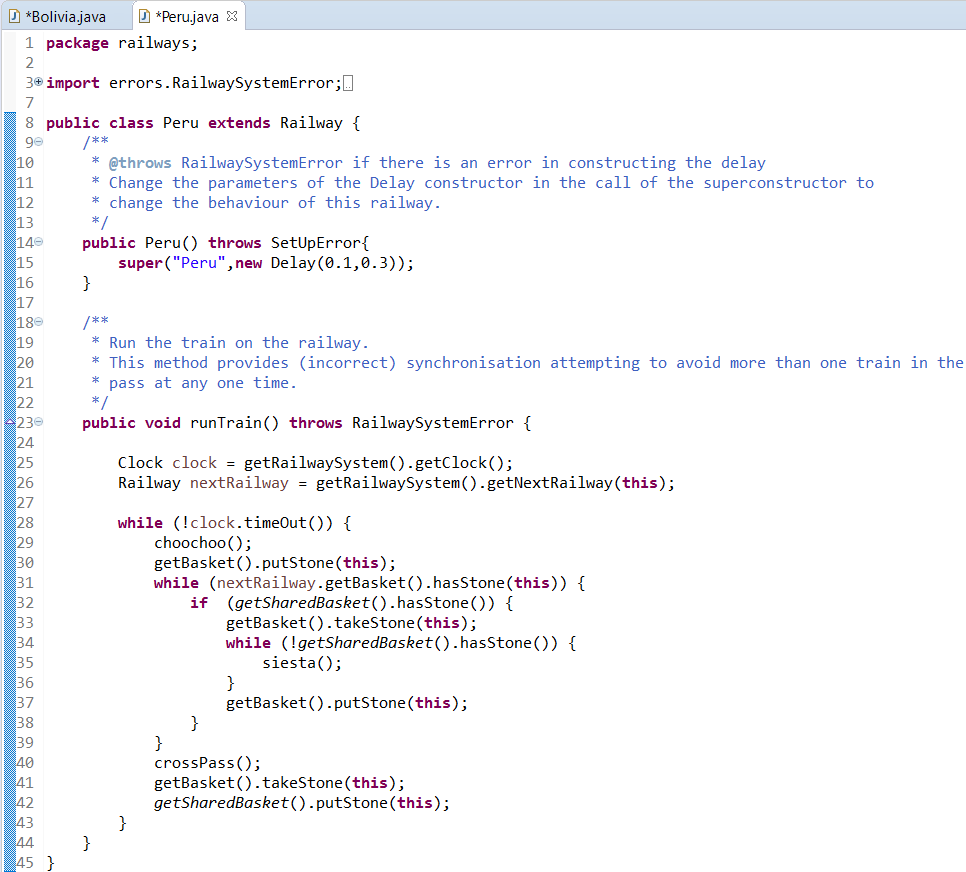 *Bolivia.java *Peru.java
1 package railways;
2
3 import errors.RailwaySystemError;
7
8 public class Peru extends Railway {
9 /**
10 * @throws RailwaySystemError if there is an error in constructing the delay
11 * Change the parameters of the Delay constructor in the call of the superconstructor to
12 * change the behaviour of this railway.
13 */
14 public Peru() throws SetUpError{
15 super("Peru",new Delay(0.1,0.3));
16 }
17
18 /**
19 * Run the train on the railway.
20 * This method provides (incorrect) synchronisation attempting to avoid more than one train in the
21 * pass at any one time.
22 */
23 public void runTrain() throws RailwaySystemError {
24
25 Clock clock = getRailwaySystem().getClock();
26 Railway nextRailway = getRailwaySystem().getNextRailway(this);
27
28 while (!clock.timeOut()) {
29 choochoo();
30 getBasket().putStone(this);
31 while (nextRailway.getBasket().hasStone(this)) {
32 if (getSharedBasket().hasStone()) {
33 getBasket().takeStone(this);
34 while (!getSharedBasket().hasStone()) {
35 siesta();
36 }
37 getBasket().putStone(this);
38 }
39 }
40 crossPass();
41 getBasket().takeStone(this);
42 getSharedBasket().putStone(this);
43 }
44 }
45 }